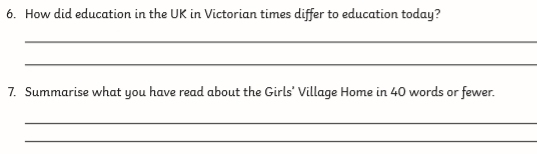 6. How did education in the UK in Victorian times differ to education today?
7. Summarise what you have read about the Girls' Village Home in 40 words or fewer.